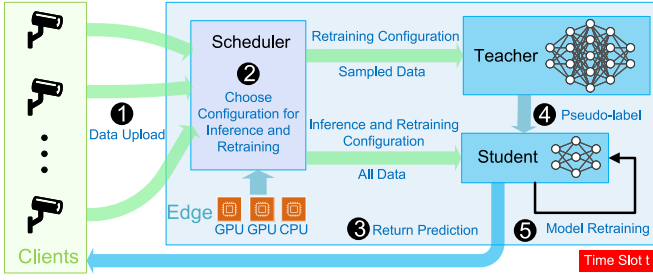 Scheduler
2
Choose
Configuration for
Inference and
Retraining
Retraining Configuration
Sampled Data
Teacher
1
Data Upload
4
Pseudo-label
Inference and Retraining
Configuration
All Data
Student
Edge
GPU GPU CPU
3 Return Prediction
5 Model Retraining
Clients
Time Slot t